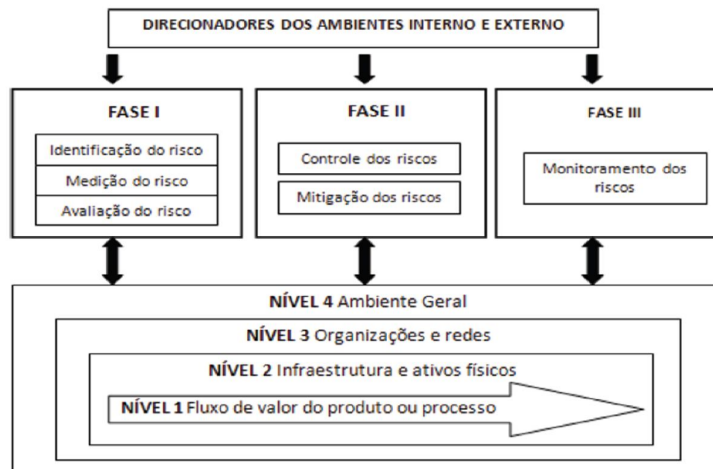 DIRECIONADORES DOS AMBIENTES INTERNO E EXTERNO
FASE I
Identificação do risco
Medição do risco
Avaliação do risco
FASE II
Controle dos riscos
Mitigação dos riscos
FASE III
Monitoramento dos
riscos
NÍVEL 4 Ambiente Geral
NÍVEL 3 Organizações e redes
NÍVEL 2 Infraestrutura e ativos físicos
NÍVEL 1 Fluxo de valor do produto ou processo